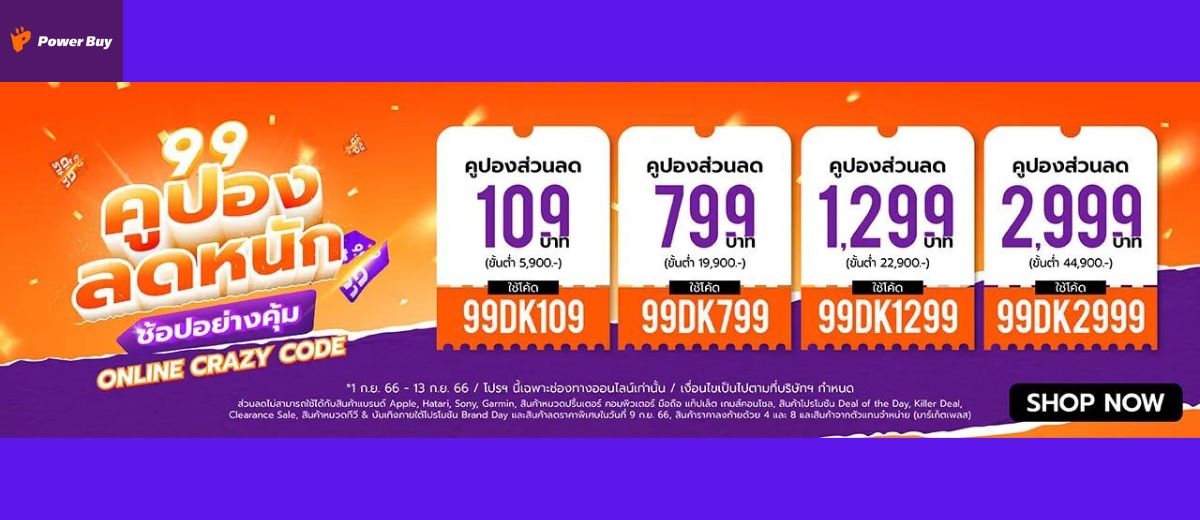 Power Buy
99
คูปอง
ลดหนัก
ช้อปอย่างคุ้ม
ONLINE CRAZY CODE
คูปองส่วนลด
109
บาท
(ขั้นต่ำ 5,900.-)
ใช้โค้ด
99DK109
คูปองส่วนลด
799
บาท
(ขั้นต่ำ 19,900.-)
ใช้โค้ด
99DK799
คูปองส่วนลด
1,299
บาท
(ขั้นต่ำ 22,900.-)
ใช้โค้ด
99DK1299
คูปองส่วนลด
2,999
บาท
(ขั้นต่ำ 44,900.-)
ใช้โค้ด
99DK2999
*1 ก.ย. 66 - 13 ก.ย. 66 / โปรฯ นี้เฉพาะช่องทางออนไลน์เท่านั้น / เงื่อนไขเป็นไปตามที่บริษัทฯ กำหนด
ส่วนลดไม่สามารถใช้ได้กับสินค้าแบรนด์ Apple, Hatari, Sony, Garmin, สินค้าหมวดปริ้นเตอร์ คอมพิวเตอร์ มือถือ แท็ปเล็ต เกมส์คอนโซล, สินค้าโปรโมชัน Deal of the Day, Killer Deal,
Clearance Sale, สินค้าหมวดทีวี & บันเทิงภายใต้โปรโมชัน Brand Day และสินค้าลดราคาพิเศษในวันที่ 9 ก.ย. 66, สินค้าราคาลงท้ายด้วย 4 และ 8 และสินค้าจากตัวแทนจำหน่าย (มาร์เก็ตเพลส)
SHOP NOW